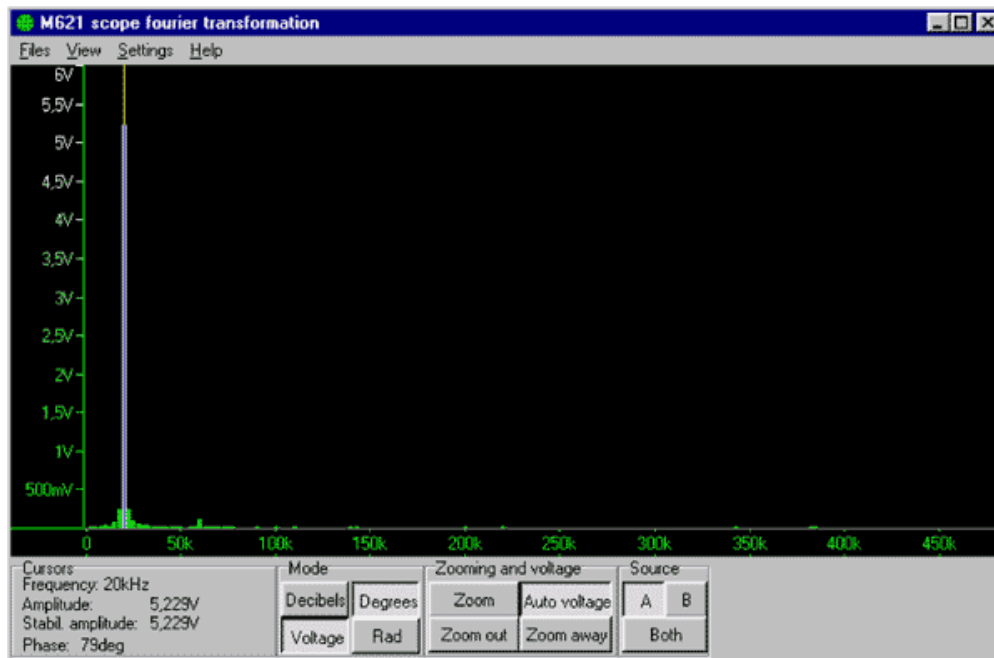 M621 scope fourier transformation
Files View Settings Help
6V
5,5V
5V
4,5V
4V
3,5V
3V
2,5V
2V
1,5V
1V
500mV
0 50k 100k 150k 200k 250k 300k 350k 400k 450k
Cursors
Frequency: 20kHz
Amplitude: 5,229V
Stabil. amplitude: 5,229V
Phase: 79deg
Mode
Decibels Degrees
Voltage Rad
Zooming and voltage
Zoom Auto voltage
Zoom out Zoom away
Source
A B
Both